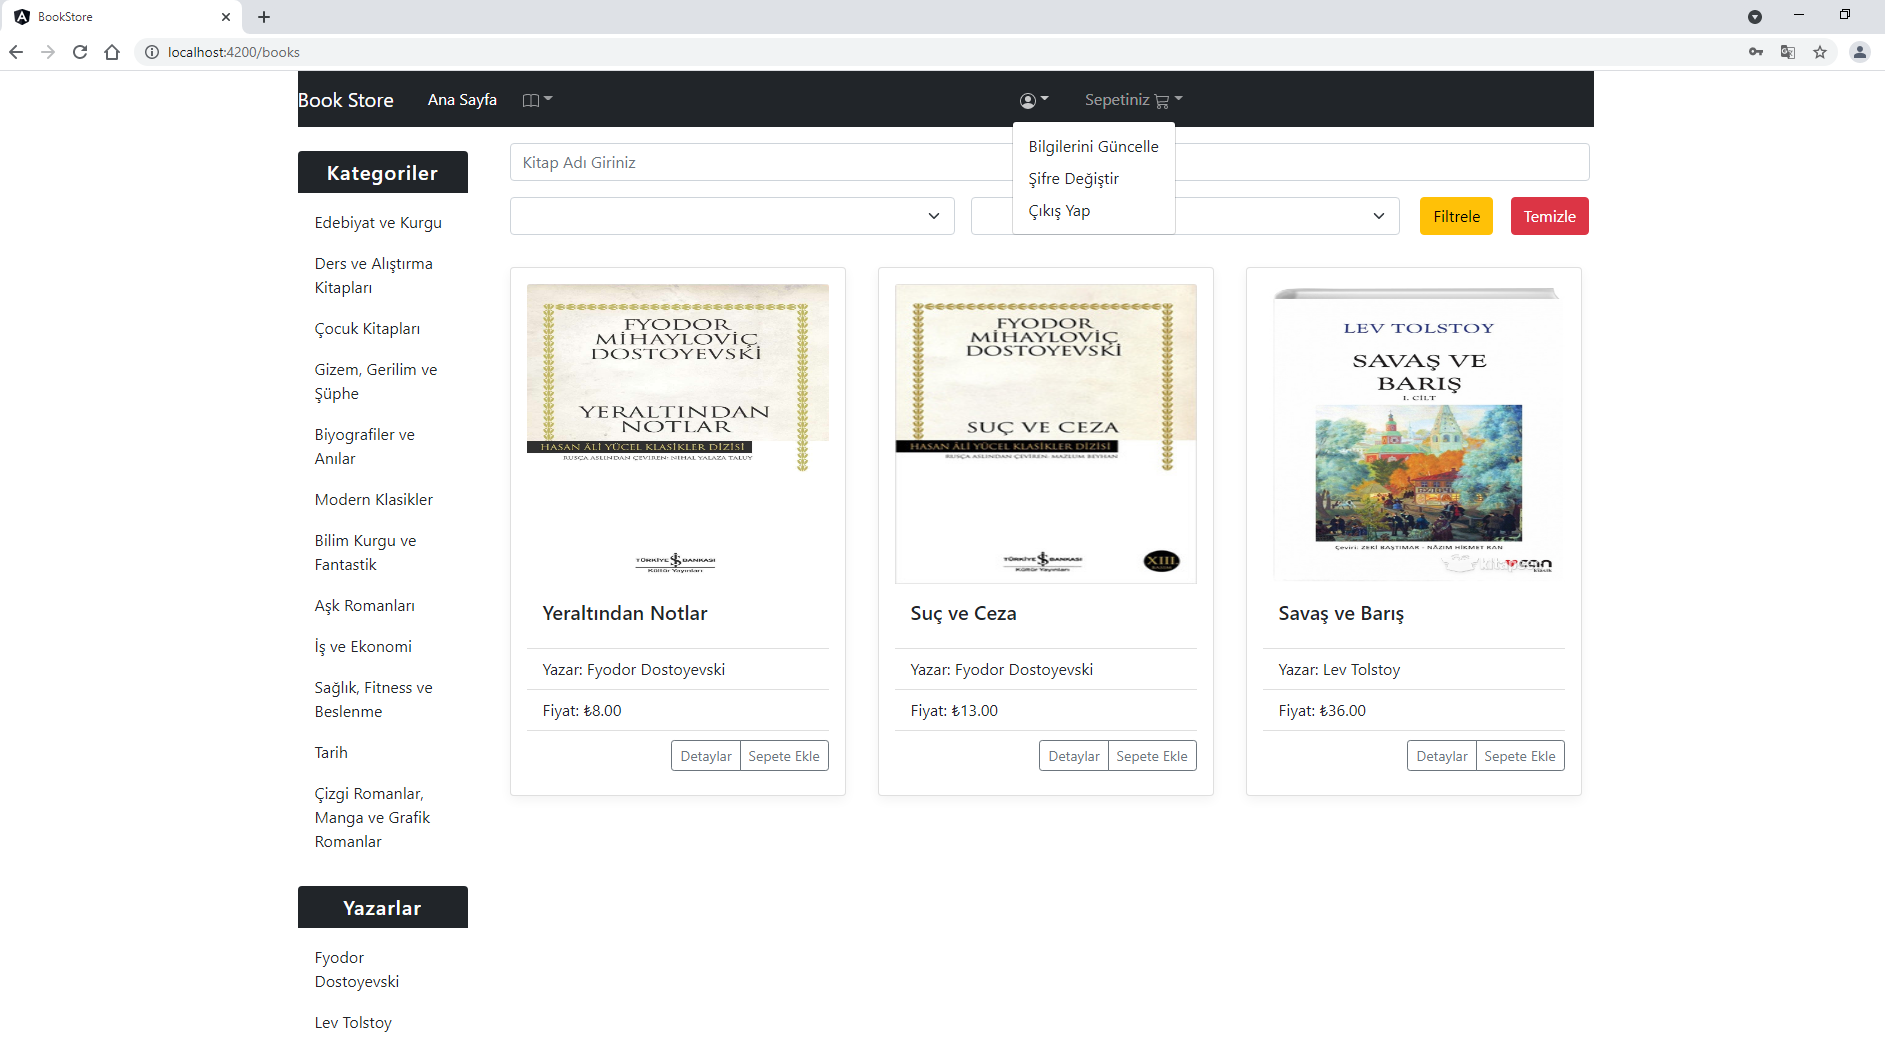 BookStore
localhost:4200/books
Book Store
Ana Sayfa
Sepetiniz
Bilgilerini Güncelle
Şifre Değiştir
Çıkış Yap
Kategoriler
Edebiyat ve Kurgu
Ders ve Alıştırma
Kitapları
Çocuk Kitapları
Gizem, Gerilim ve
Şüphe
Biyografiler ve
Anılar
Modern Klasikler
Bilim Kurgu ve
Fantastik
Aşk Romanları
İş ve Ekonomi
Sağlık, Fitness ve
Beslenme
Tarih
Çizgi Romanlar,
Manga ve Grafik
Romanlar
Yazarlar
Fyodor
Dostoyevski
Lev Tolstoy
Kitap Adı Giriniz
Filtrele
Temizle
FYODOR
MİHAYLOVİÇ
DOSTOYEVSKİ
YERALTINDAN
NOTLAR
HASAN ÂLİ YÜCEL KLASİKLER DİZİSİ
RUSÇA ASLINDAN ÇEVİREN: NİHAL YALAZA TALUY
TÜRKİYE İŞ BANKASI
Kültür Yayınları
Yeraltından Notlar
Yazar: Fyodor Dostoyevski
Fiyat: ₺8.00
Detaylar
Sepete Ekle
FYODOR
MİHAYLOVİÇ
DOSTOYEVSKİ
SUÇ VE CEZA
HASAN ÂLİ YÜCEL KLASİKLER DİZİSİ
RUSÇA ASLINDAN ÇEVİREN: MAZLUM BEYHAN
TÜRKİYE İŞ BANKASI
Kültür Yayınları
XIII.
Suç ve Ceza
Yazar: Fyodor Dostoyevski
Fiyat: ₺13.00
Detaylar
Sepete Ekle
LEV TOLSTOY
SAVAŞ VE
BARIŞ
I. CİLT
Çeviri: ZEKİ BAŞTIMAR - NÂZIM HİKMET RAN
can
klasik
Savaş ve Barış
Yazar: Lev Tolstoy
Fiyat: ₺36.00
Detaylar
Sepete Ekle